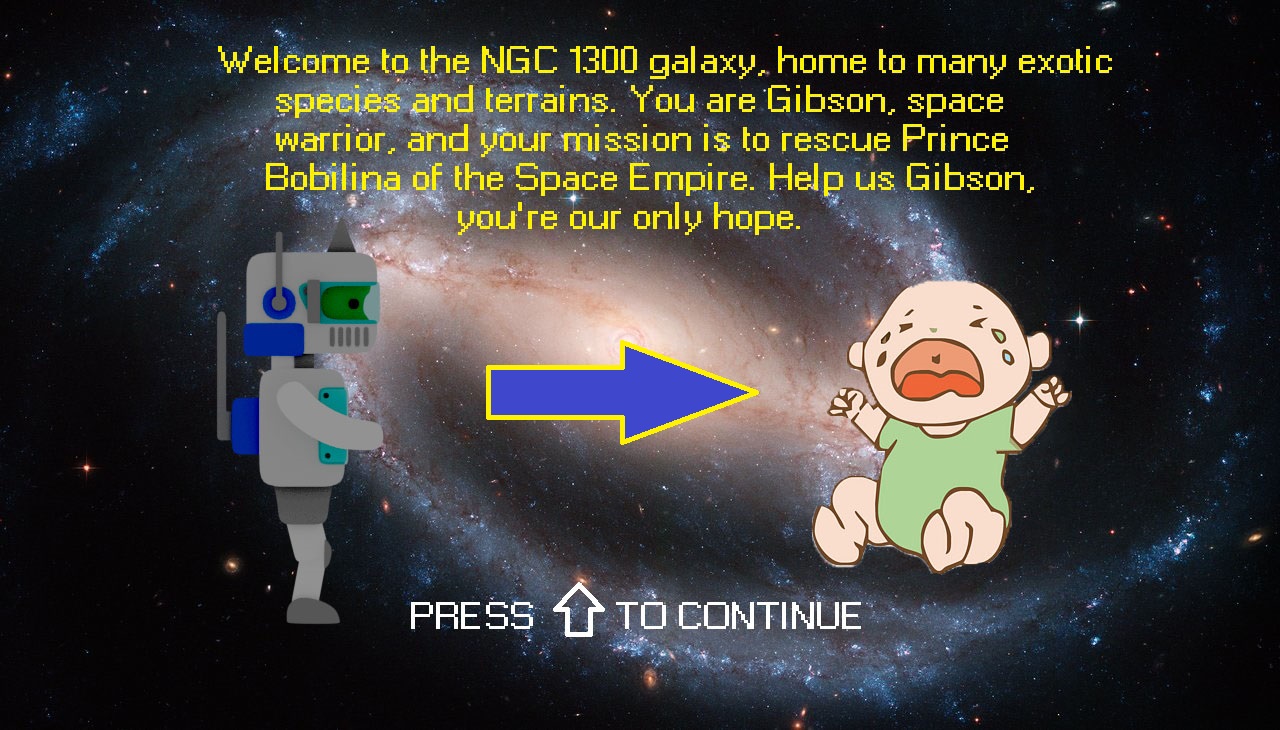 Welcome to the NGC 1300 galaxy, home to many exotic
species and terrains. You are Gibson, space
warrior, and your mission is to rescue Prince
Bobilina of the Space Empire. Help us Gibson,
you're our only hope.
PRESS TO CONTINUE